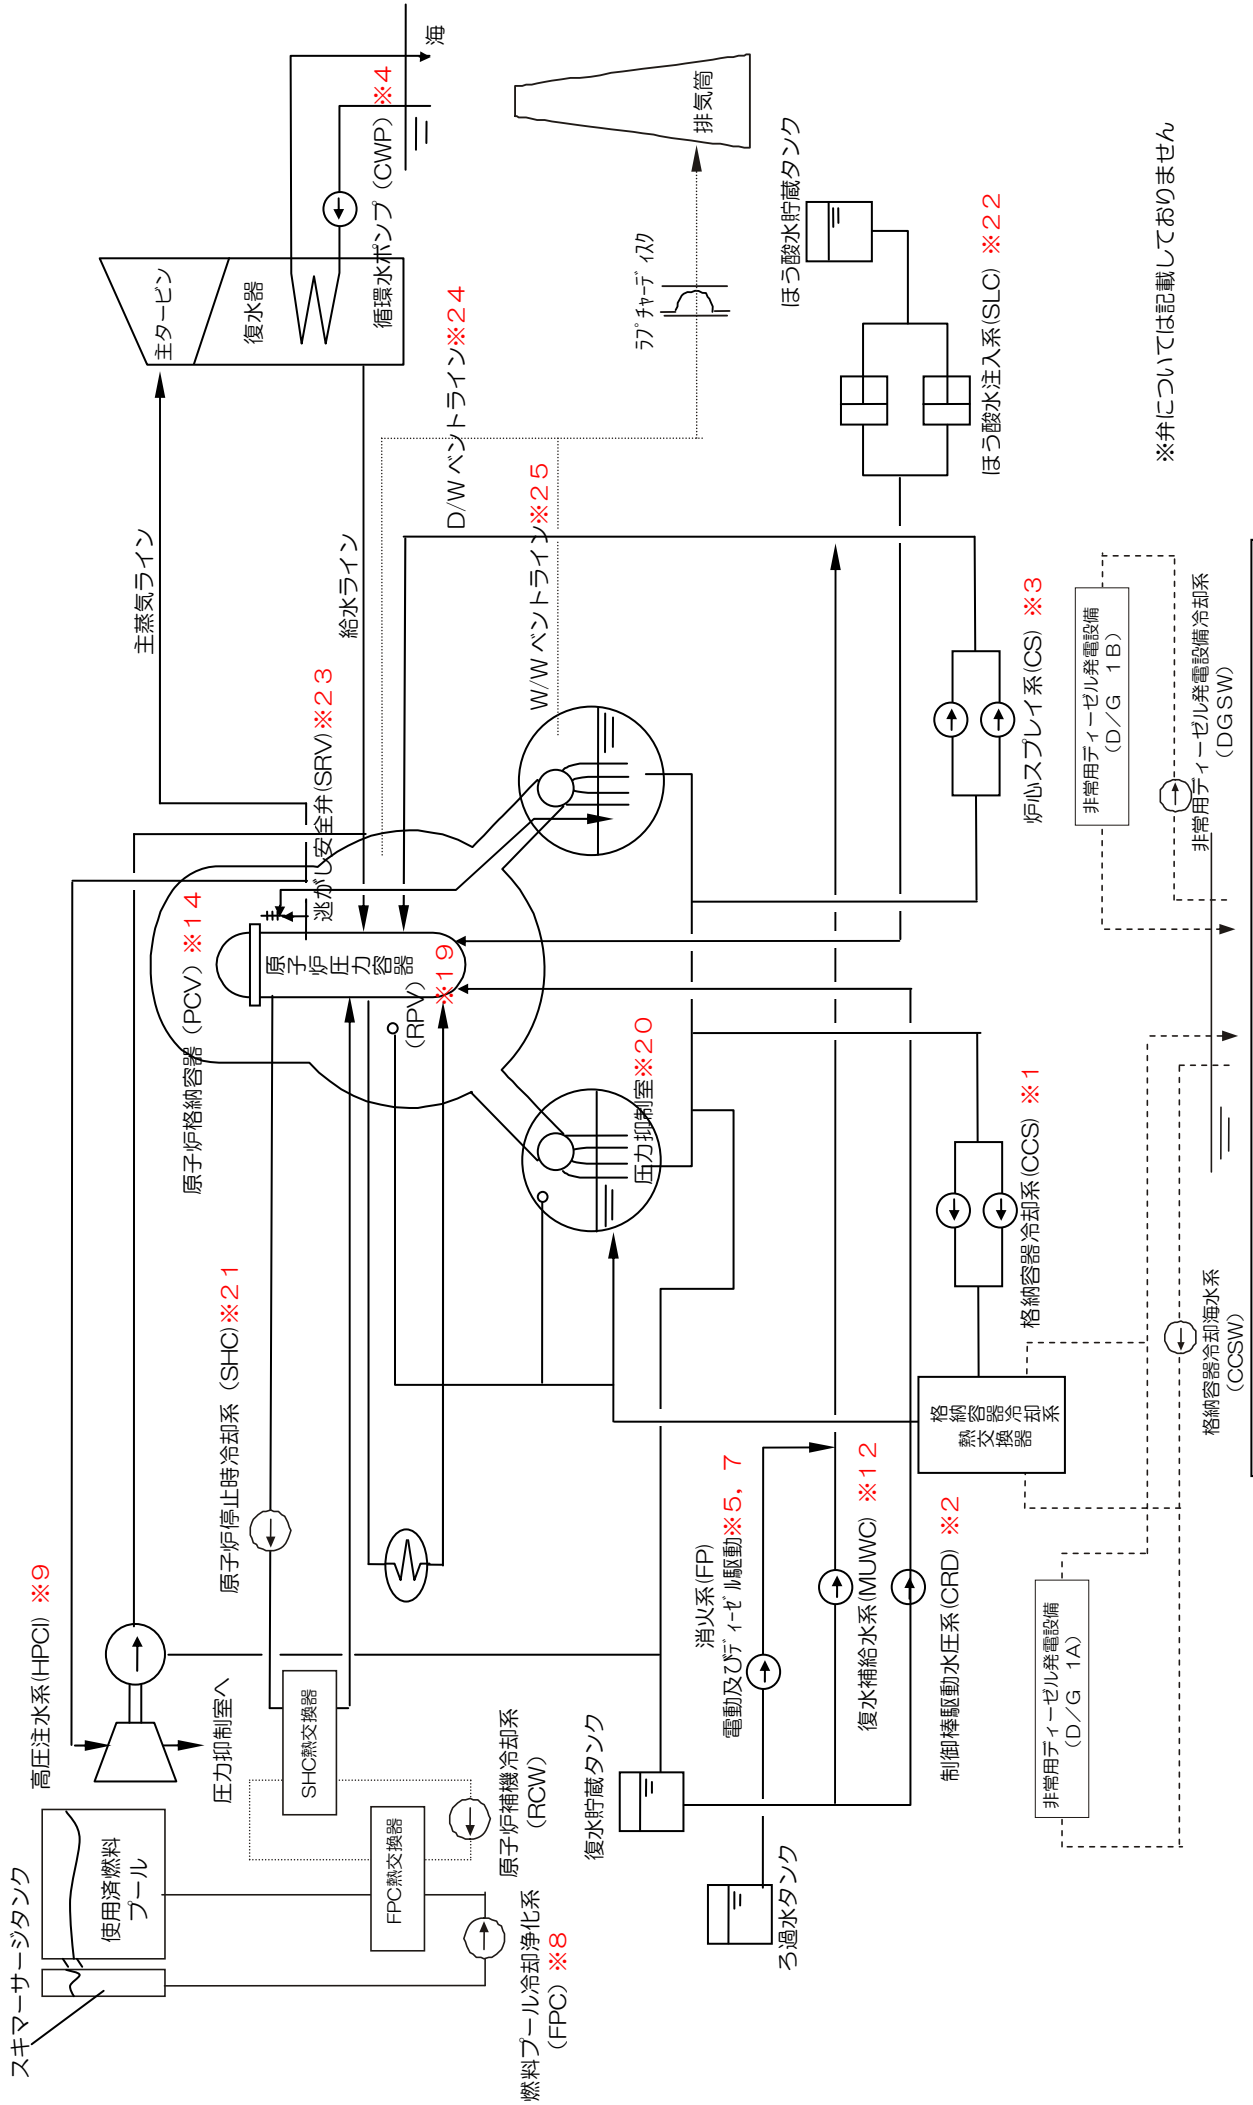 スキマーサージタンク
使用済燃料
プール
燃料プール冷却浄化系
(FPC) ※8
FPC熱交換器
原子炉補機冷却系
(RCW)
SHC熱交換器
高圧注水系(HPCI) ※9
圧力抑制室へ
原子炉停止時冷却系 (SHC)※21
原子炉格納容器 (PCV) ※14
原子炉圧力容器
(RPV)
※19
逃がし安全弁(SRV)※23
主蒸気ライン
給水ライン
主タービン
復水器
循環水ポンプ (CWP) ※4
海
D/W ベントライン※24
W/W ベントライン※25
ラプチャーディスク
排気筒
圧力抑制室※20
復水貯蔵タンク
ろ過水タンク
消火系(FP)
電動及びディーゼル駆動※5, 7
復水補給水系(MUWC) ※12
制御棒駆動水圧系(CRD) ※2
格納容器冷却系
熱交換器
格納容器冷却系(CCS) ※1
炉心スプレイ系(CS) ※3
ほう酸水貯蔵タンク
ほう酸水注入系(SLC) ※22
非常用ディーゼル発電設備
(D/G 1A)
格納容器冷却海水系
(CCSW)
非常用ディーゼル発電設備
(D/G 1B)
非常用ディーゼル発電設備冷却系
(DGSW)
※弁については記載しておりません